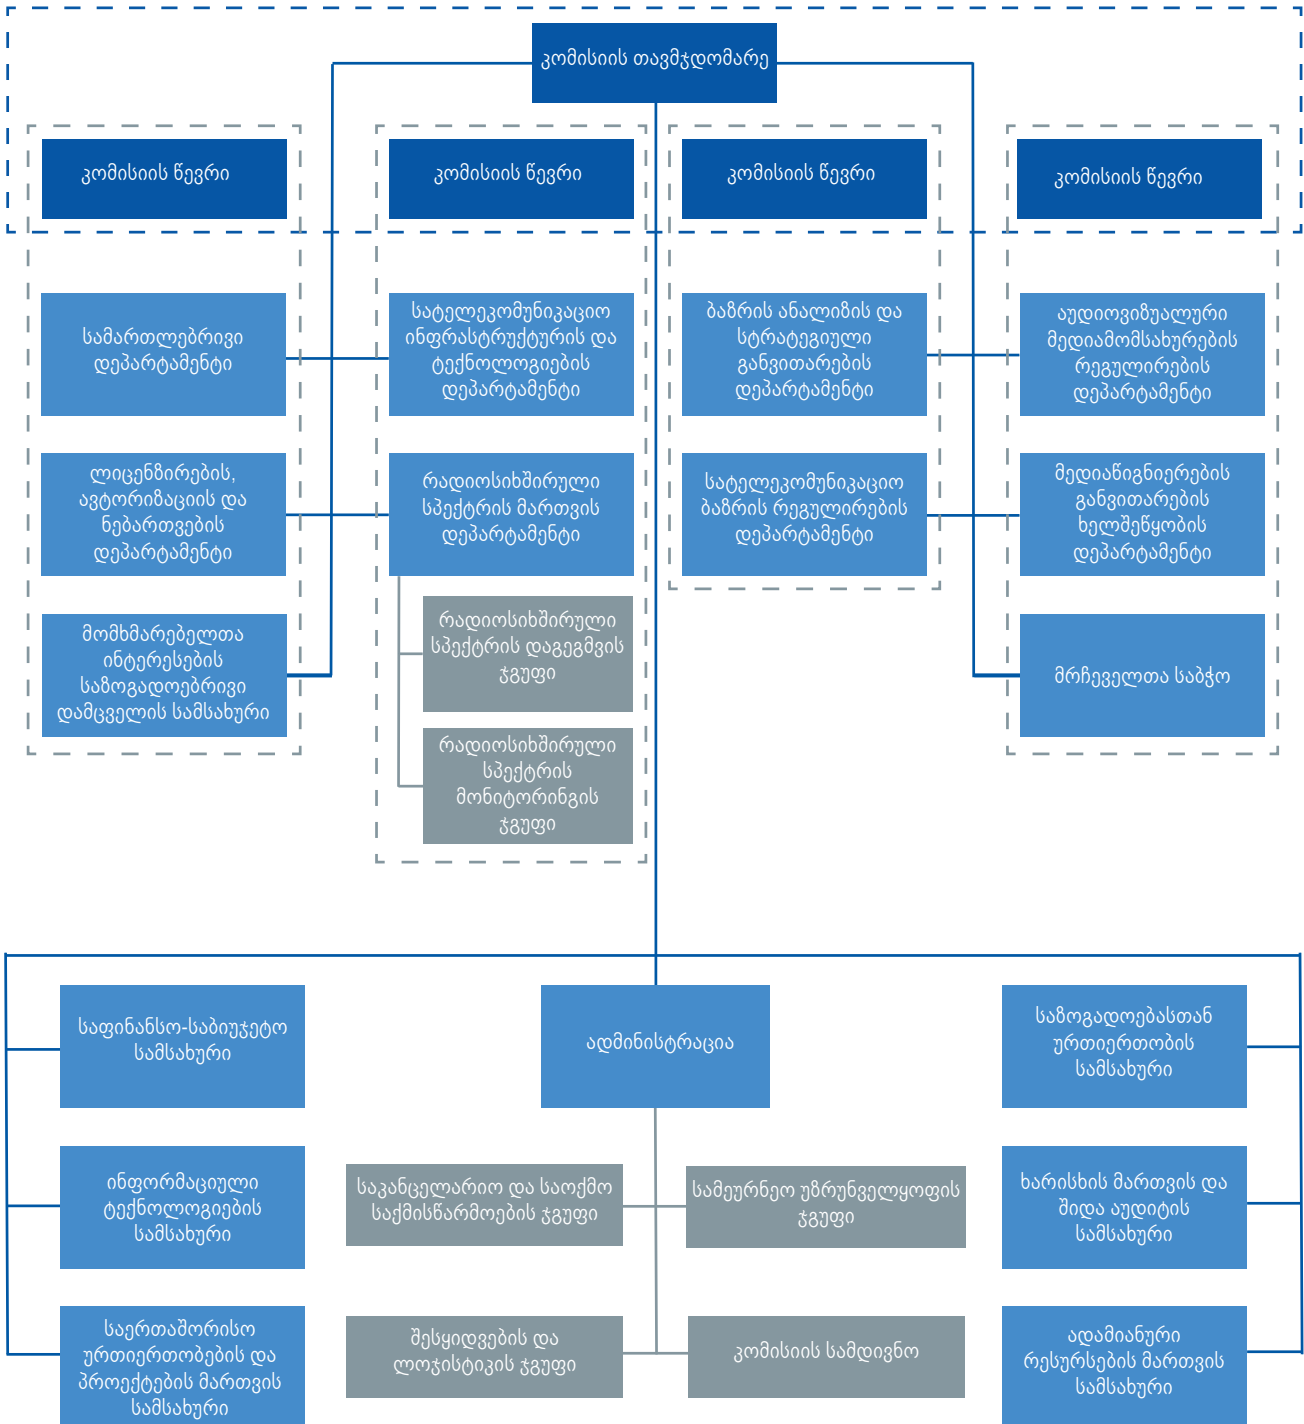 კომისიის თავმჯდომარე
კომისიის წევრი
კომისიის წევრი
კომისიის წევრი
კომისიის წევრი
სამართლებრივი
დეპარტამენტი
სატელეკომუნიკაციო
ინფრასტრუქტურის და
ტექნოლოგიების
დეპარტამენტი
ბაზრის ანალიზის და
სტრატეგიული
განვითარების
დეპარტამენტი
აუდიოვიზუალური
მედიამომსახურების
რეგულირების
დეპარტამენტი
ლიცენზირების,
ავტორიზაციის და
ნებართვების
დეპარტამენტი
რადიოსიხშირული
სპექტრის მართვის
დეპარტამენტი
სატელეკომუნიკაციო
ბაზრის რეგულირების
დეპარტამენტი
მედიაწიგნიერების
განვითარების
ხელშეწყობის
დეპარტამენტი
მომხმარებელთა
ინტერესების
საზოგადოებრივი
დამცველის სამსახური
რადიოსიხშირული
სპექტრის დაგეგმვის
ჯგუფი
მრჩეველთა საბჭო
რადიოსიხშირული
სპექტრის
მონიტორინგის
ჯგუფი
საფინანსო-საბიუჯეტო
სამსახური
ადმინისტრაცია
საზოგადოებასთან
ურთიერთობის
სამსახური
ინფორმაციული
ტექნოლოგიების
სამსახური
საკანცელარიო და საოქმო
საქმისწარმოების ჯგუფი
სამეურნეო უზრუნველყოფის
ჯგუფი
ხარისხის მართვის და
შიდა აუდიტის
სამსახური
საერთაშორისო
ურთიერთობების და
პროექტების მართვის
სამსახური
შესყიდვების და
ლოჯისტიკის ჯგუფი
კომისიის სამდივნო
ადამიანური
რესურსების მართვის
სამსახური